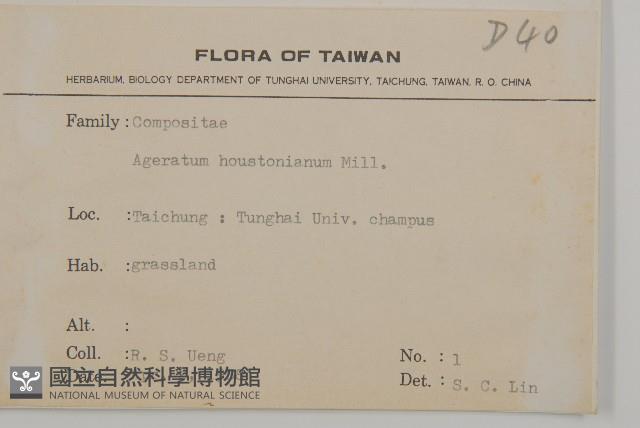 D40
FLORA OF TAIWAN
HERBARIUM, BIOLOGY DEPARTMENT OF TUNGHAI UNIVERSITY, TAICHUNG, TAIWAN, R. O. CHINA
Family : Compositae
Ageratum houstonianum Mill.
Loc. : Taichung : Tunghai Univ. champus
Hab. : grassland
Alt. :
Coll. : R. S. Ueng No. : 1
Date Det. : S. C. Lin
國立自然科學博物館
NATIONAL MUSEUM OF NATURAL SCIENCE